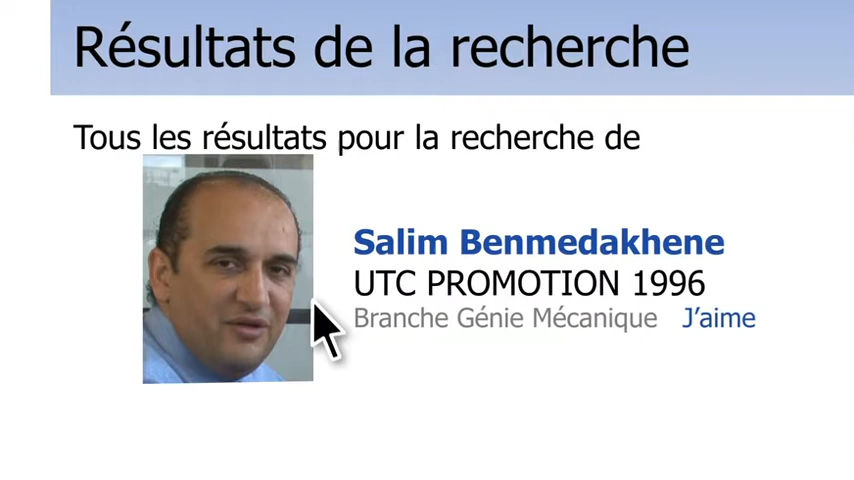 Résultats de la recherche
Tous les résultats pour la recherche de
Salim Benmedakhene
UTC PROMOTION 1996
Branche Génie Mécanique J’aime